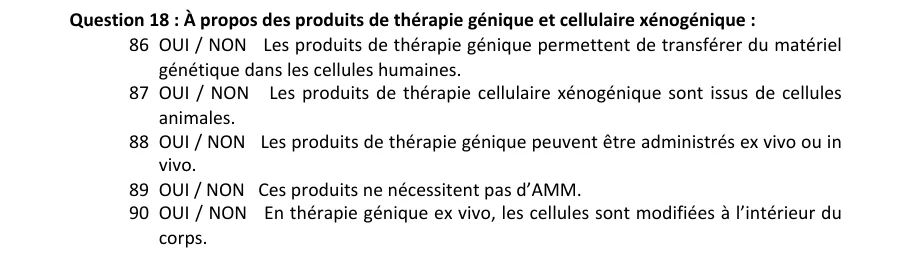 Question 18 : À propos des produits de thérapie génique et cellulaire xénogénique :
86 OUI / NON Les produits de thérapie génique permettent de transférer du matériel
génétique dans les cellules humaines.
87 OUI / NON Les produits de thérapie cellulaire xénogénique sont issus de cellules
animales.
88 OUI / NON Les produits de thérapie génique peuvent être administrés ex vivo ou in
vivo.
89 OUI / NON Ces produits ne nécessitent pas d’AMM.
90 OUI / NON En thérapie génique ex vivo, les cellules sont modifiées à l’intérieur du
corps.